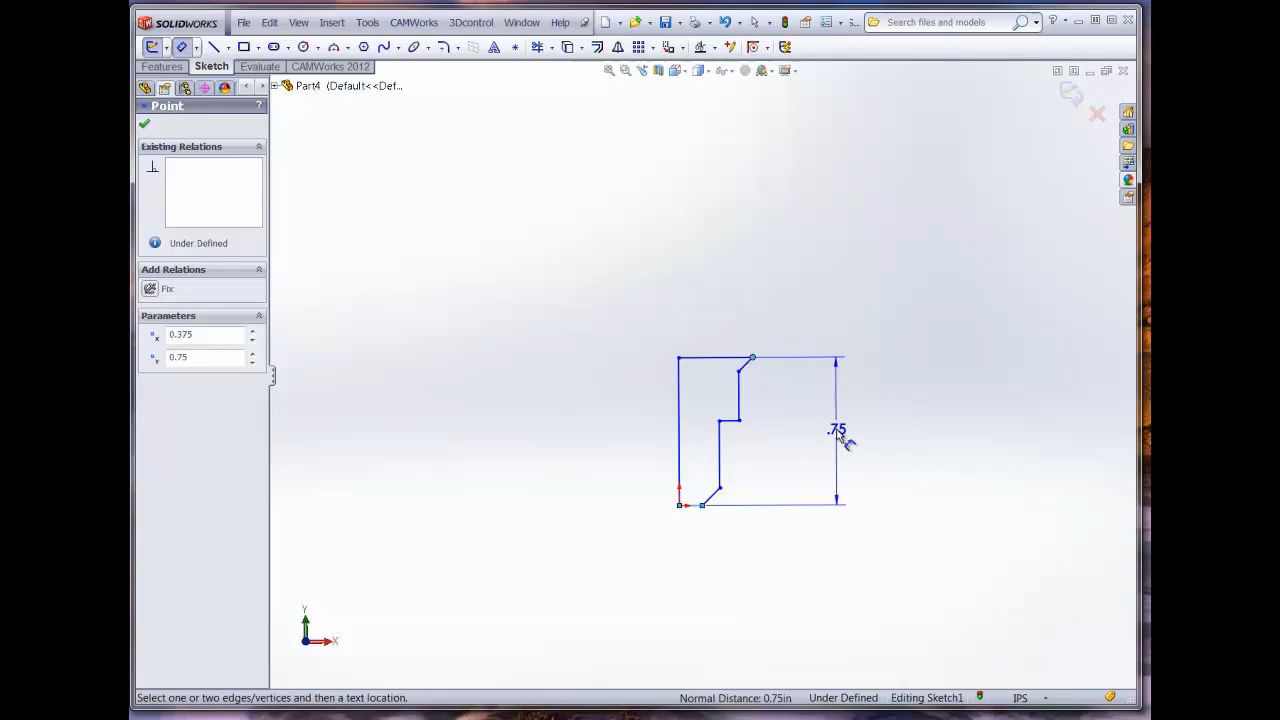 SOLIDWORKS File Edit View Insert Tools CAMWorks 3Dcontrol Window Help S... Search files and models ?
Sketch
Features Sketch Evaluate CAMWorks 2012
Part4 (Default<<Def...
Point ?
Existing Relations
Under Defined
Add Relations
Fix
Parameters
X 0.375
Y 0.75
.75
Y
X
Select one or two edges/vertices and then a text location. Normal Distance: 0.75in Under Defined Editing Sketch1 IPS